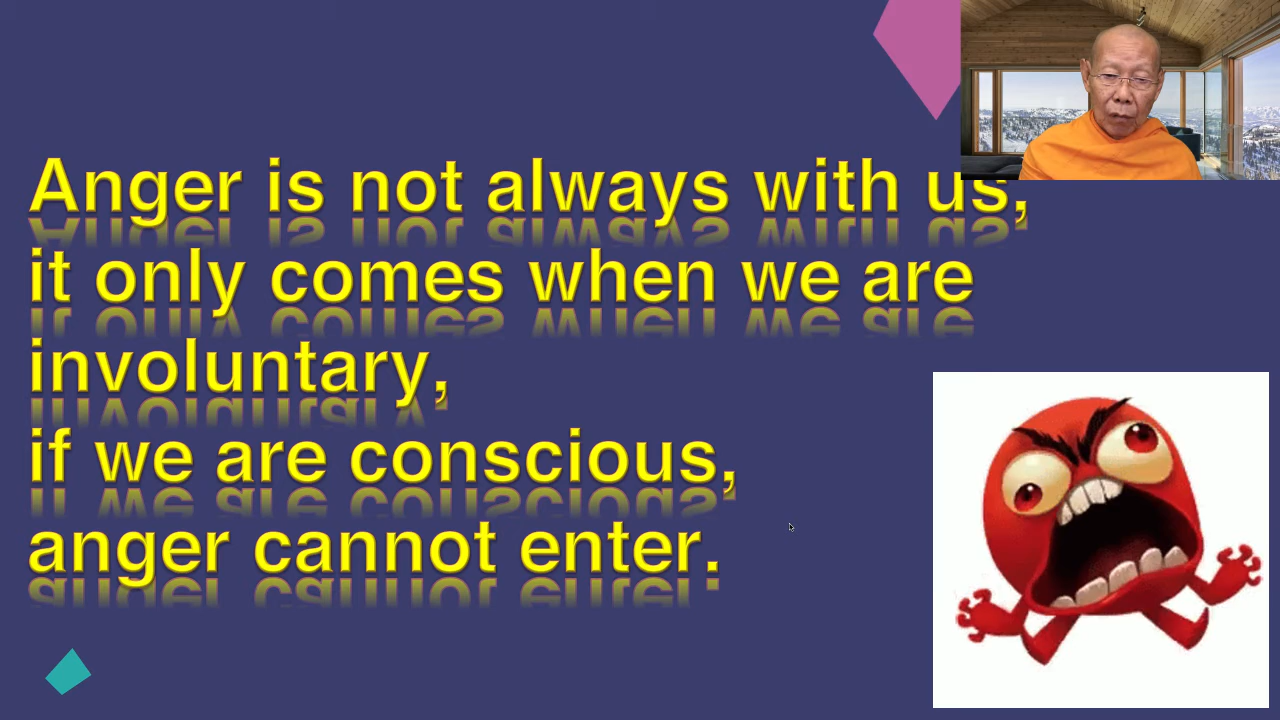 Anger is not always with us,
it only comes when we are
involuntary,
if we are conscious,
anger cannot enter.